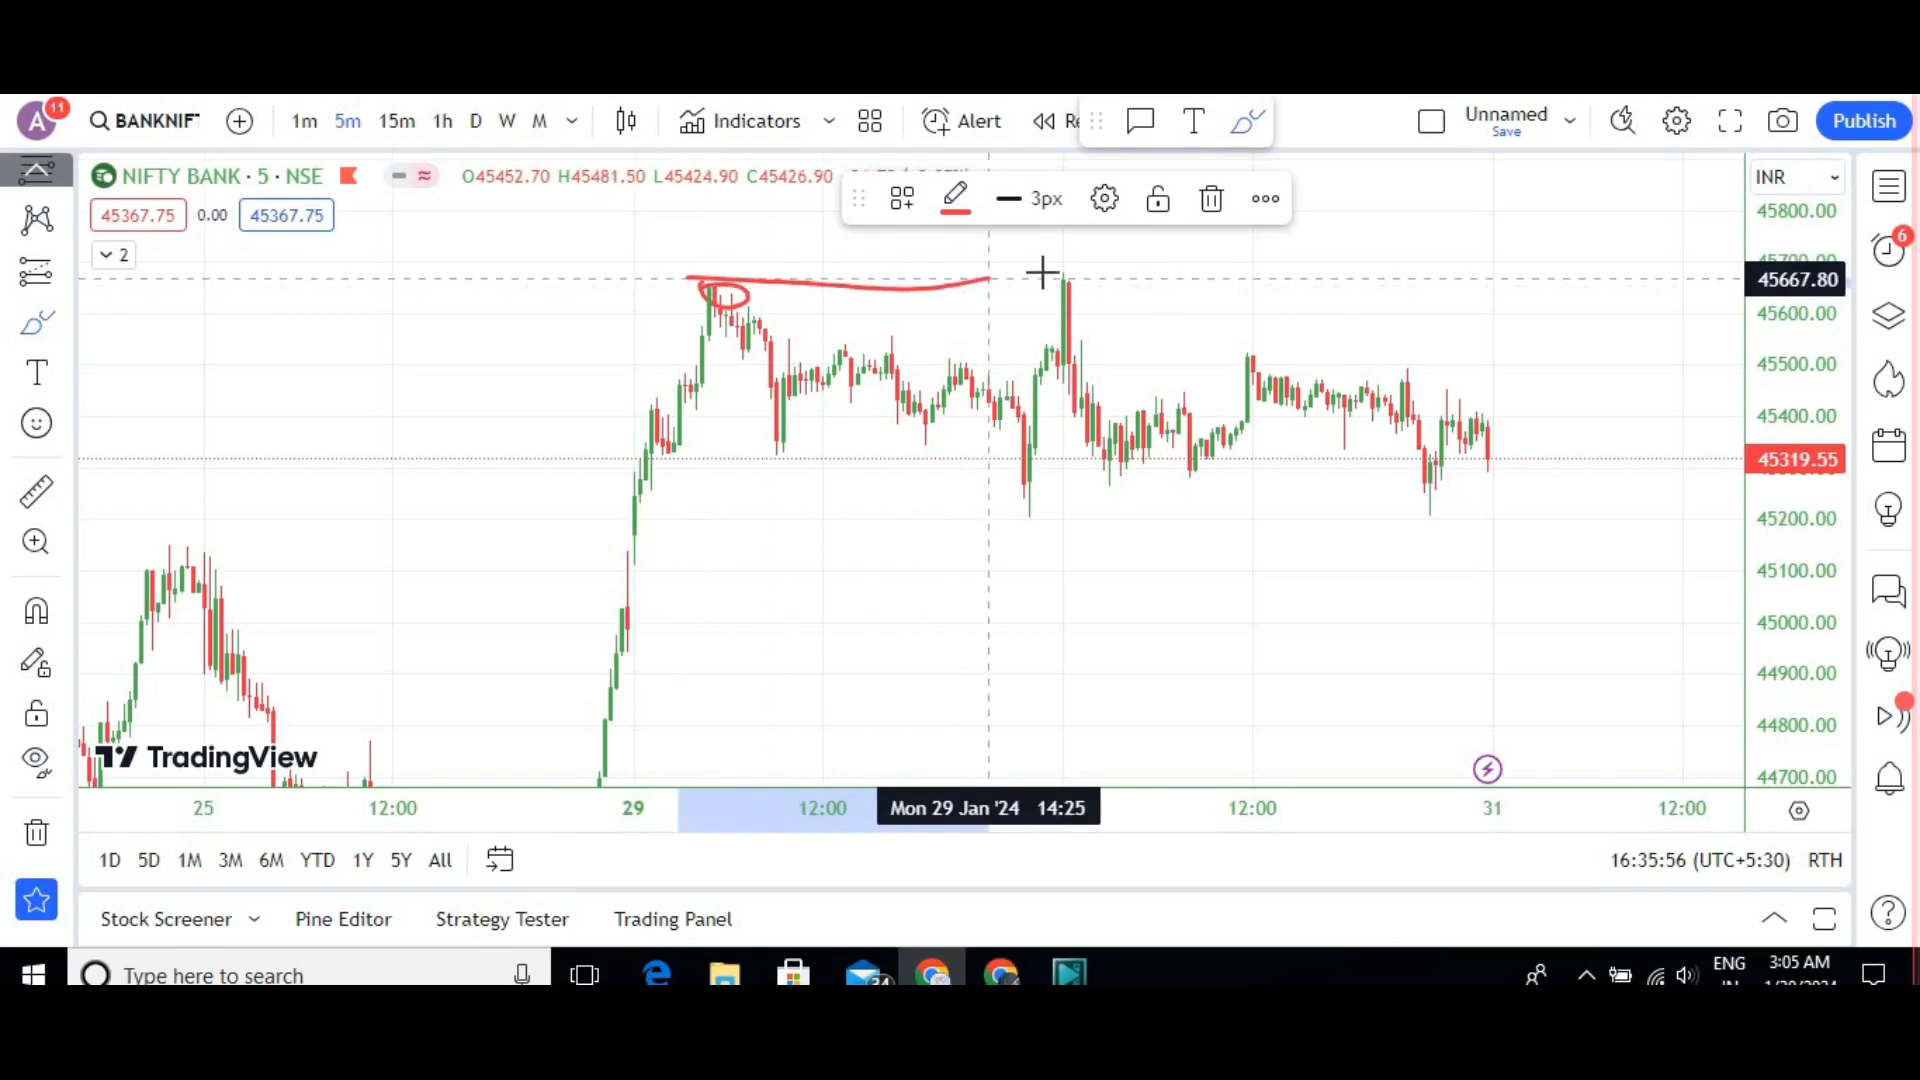 A 11 BANKNIF 1m 5m 15m 1h D W M Indicators Alert Unnamed Save Publish
NIFTY BANK · 5 · NSE O45452.70 H45481.50 L45424.90 C45426.90
45367.75 0.00 45367.75
3px
2
INR
45800.00
45667.80
45600.00
45500.00
45400.00
45319.55
45200.00
45100.00
45000.00
44900.00
44800.00
44700.00
6
TradingView
25 12:00 29 12:00 Mon 29 Jan '24 14:25 12:00 31 12:00
1D 5D 1M 3M 6M YTD 1Y 5Y All 16:35:56 (UTC+5:30) RTH
Stock Screener Pine Editor Strategy Tester Trading Panel
Type here to search 34 ENG 3:05 AM